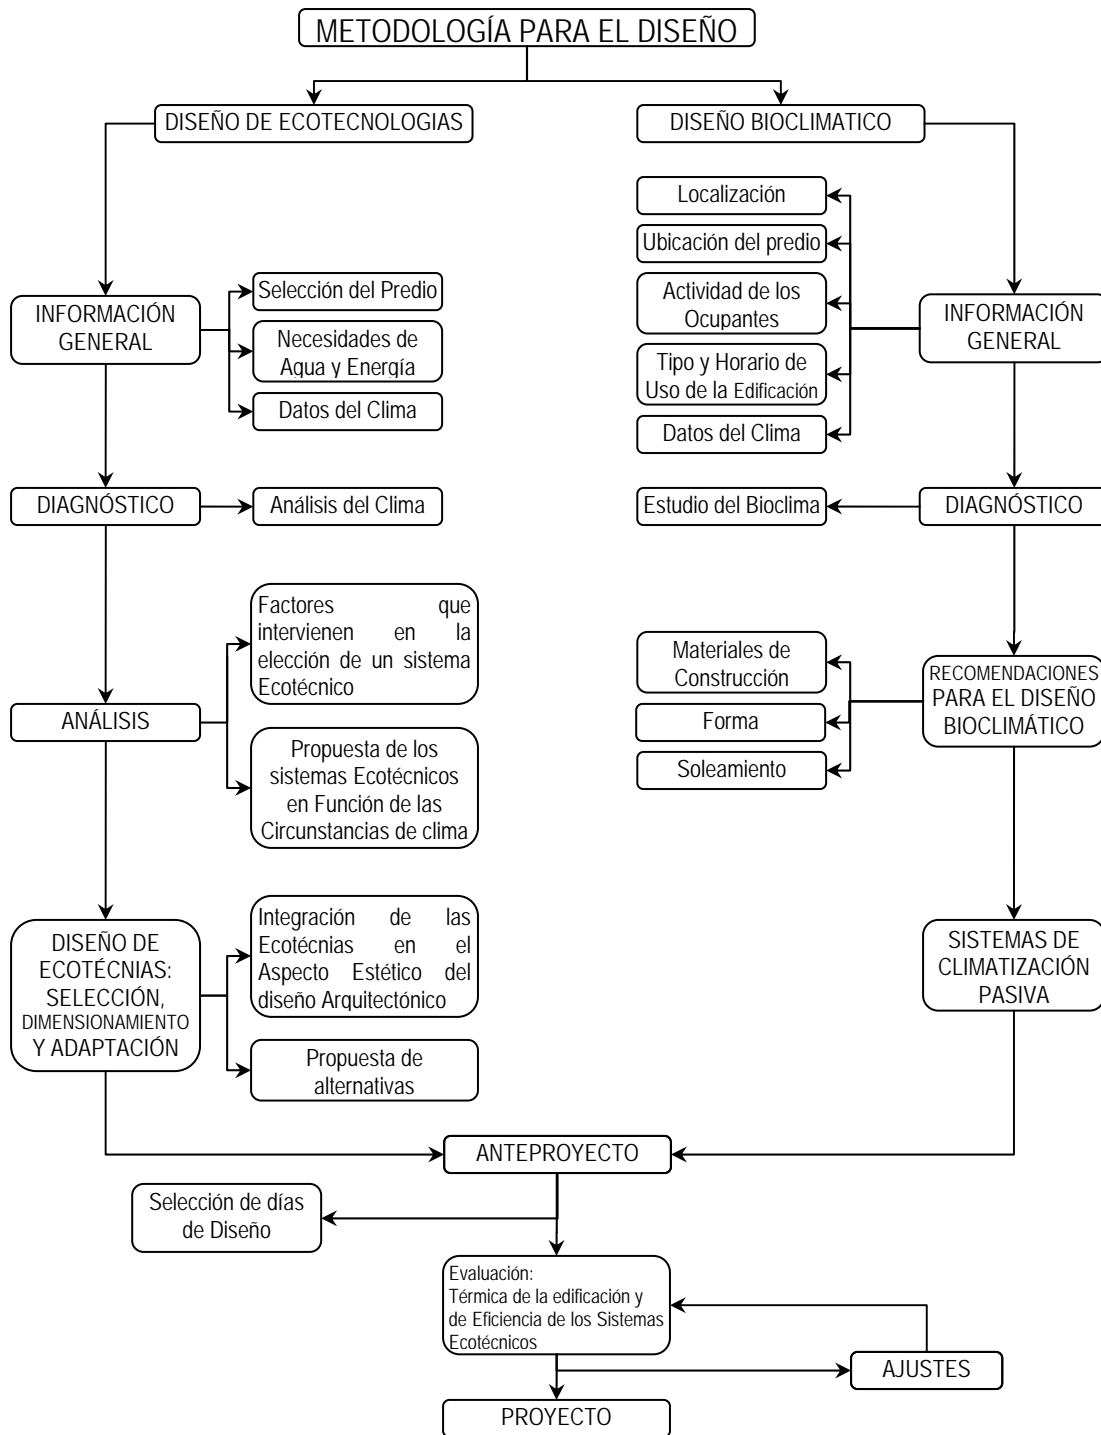 METODOLOGÍA PARA EL DISEÑO
DISEÑO DE ECOTECNOLOGIAS
DISEÑO BIOCLIMATICO
Localización
Ubicación del predio
Actividad de los
Ocupantes
Tipo y Horario de
Uso de la Edificación
Datos del Clima
INFORMACIÓN
GENERAL
Selección del Predio
Necesidades de
Agua y Energía
Datos del Clima
INFORMACIÓN
GENERAL
DIAGNÓSTICO
Análisis del Clima
Estudio del Bioclima
DIAGNÓSTICO
Factores que
intervienen en la
elección de un sistema
Ecotécnico
ANÁLISIS
Propuesta de los
sistemas Ecotécnicos
en Función de las
Circunstancias de clima
Materiales de
Construcción
Forma
Soleamiento
RECOMENDACIONES
PARA EL DISEÑO
BIOCLIMÁTICO
DISEÑO DE
ECOTÉCNIAS:
SELECCIÓN,
DIMENSIONAMIENTO
Y ADAPTACIÓN
Integración de las
Ecotécnias en el
Aspecto Estético del
diseño Arquitectónico
Propuesta de
alternativas
SISTEMAS DE
CLIMATIZACIÓN
PASIVA
ANTEPROYECTO
Selección de días
de Diseño
Evaluación:
Térmica de la edificación y
de Eficiencia de los Sistemas
Ecotécnicos
AJUSTES
PROYECTO